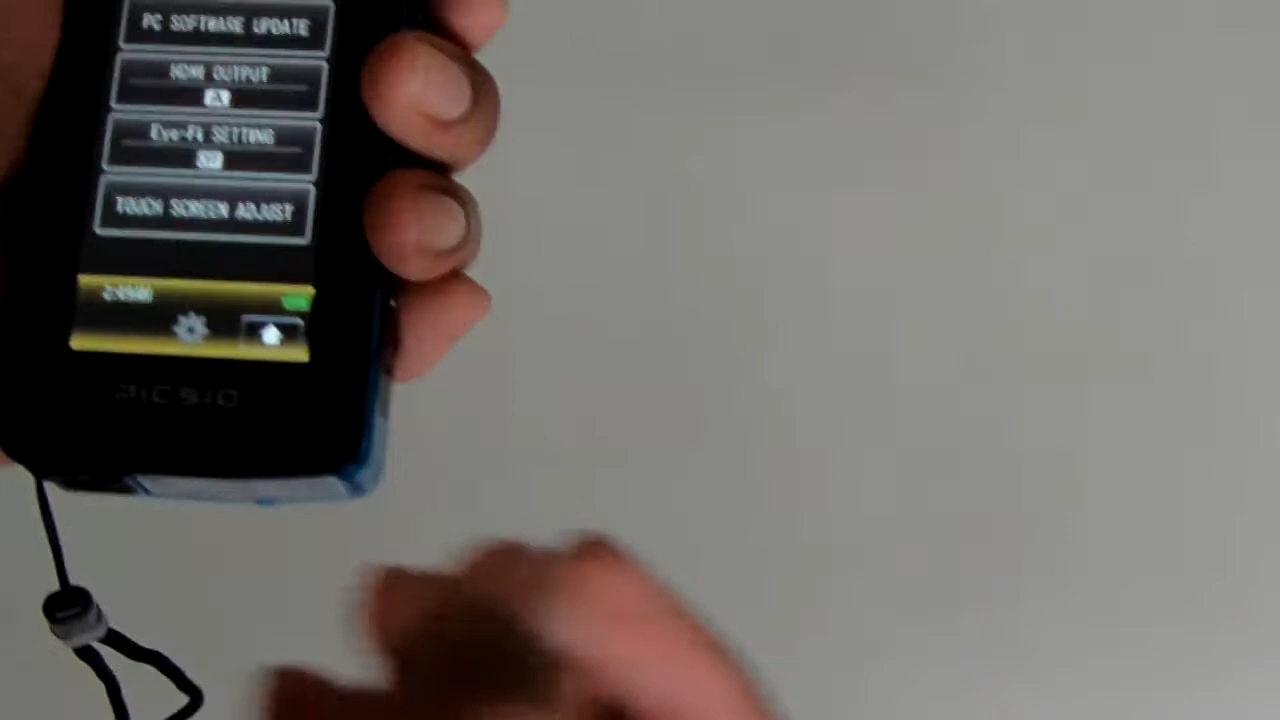 PC SOFTWARE UPDATE
HDMI OUTPUT
A
Eye-Fi SETTING
TOUCH SCREEN ADJUST
PICSIO